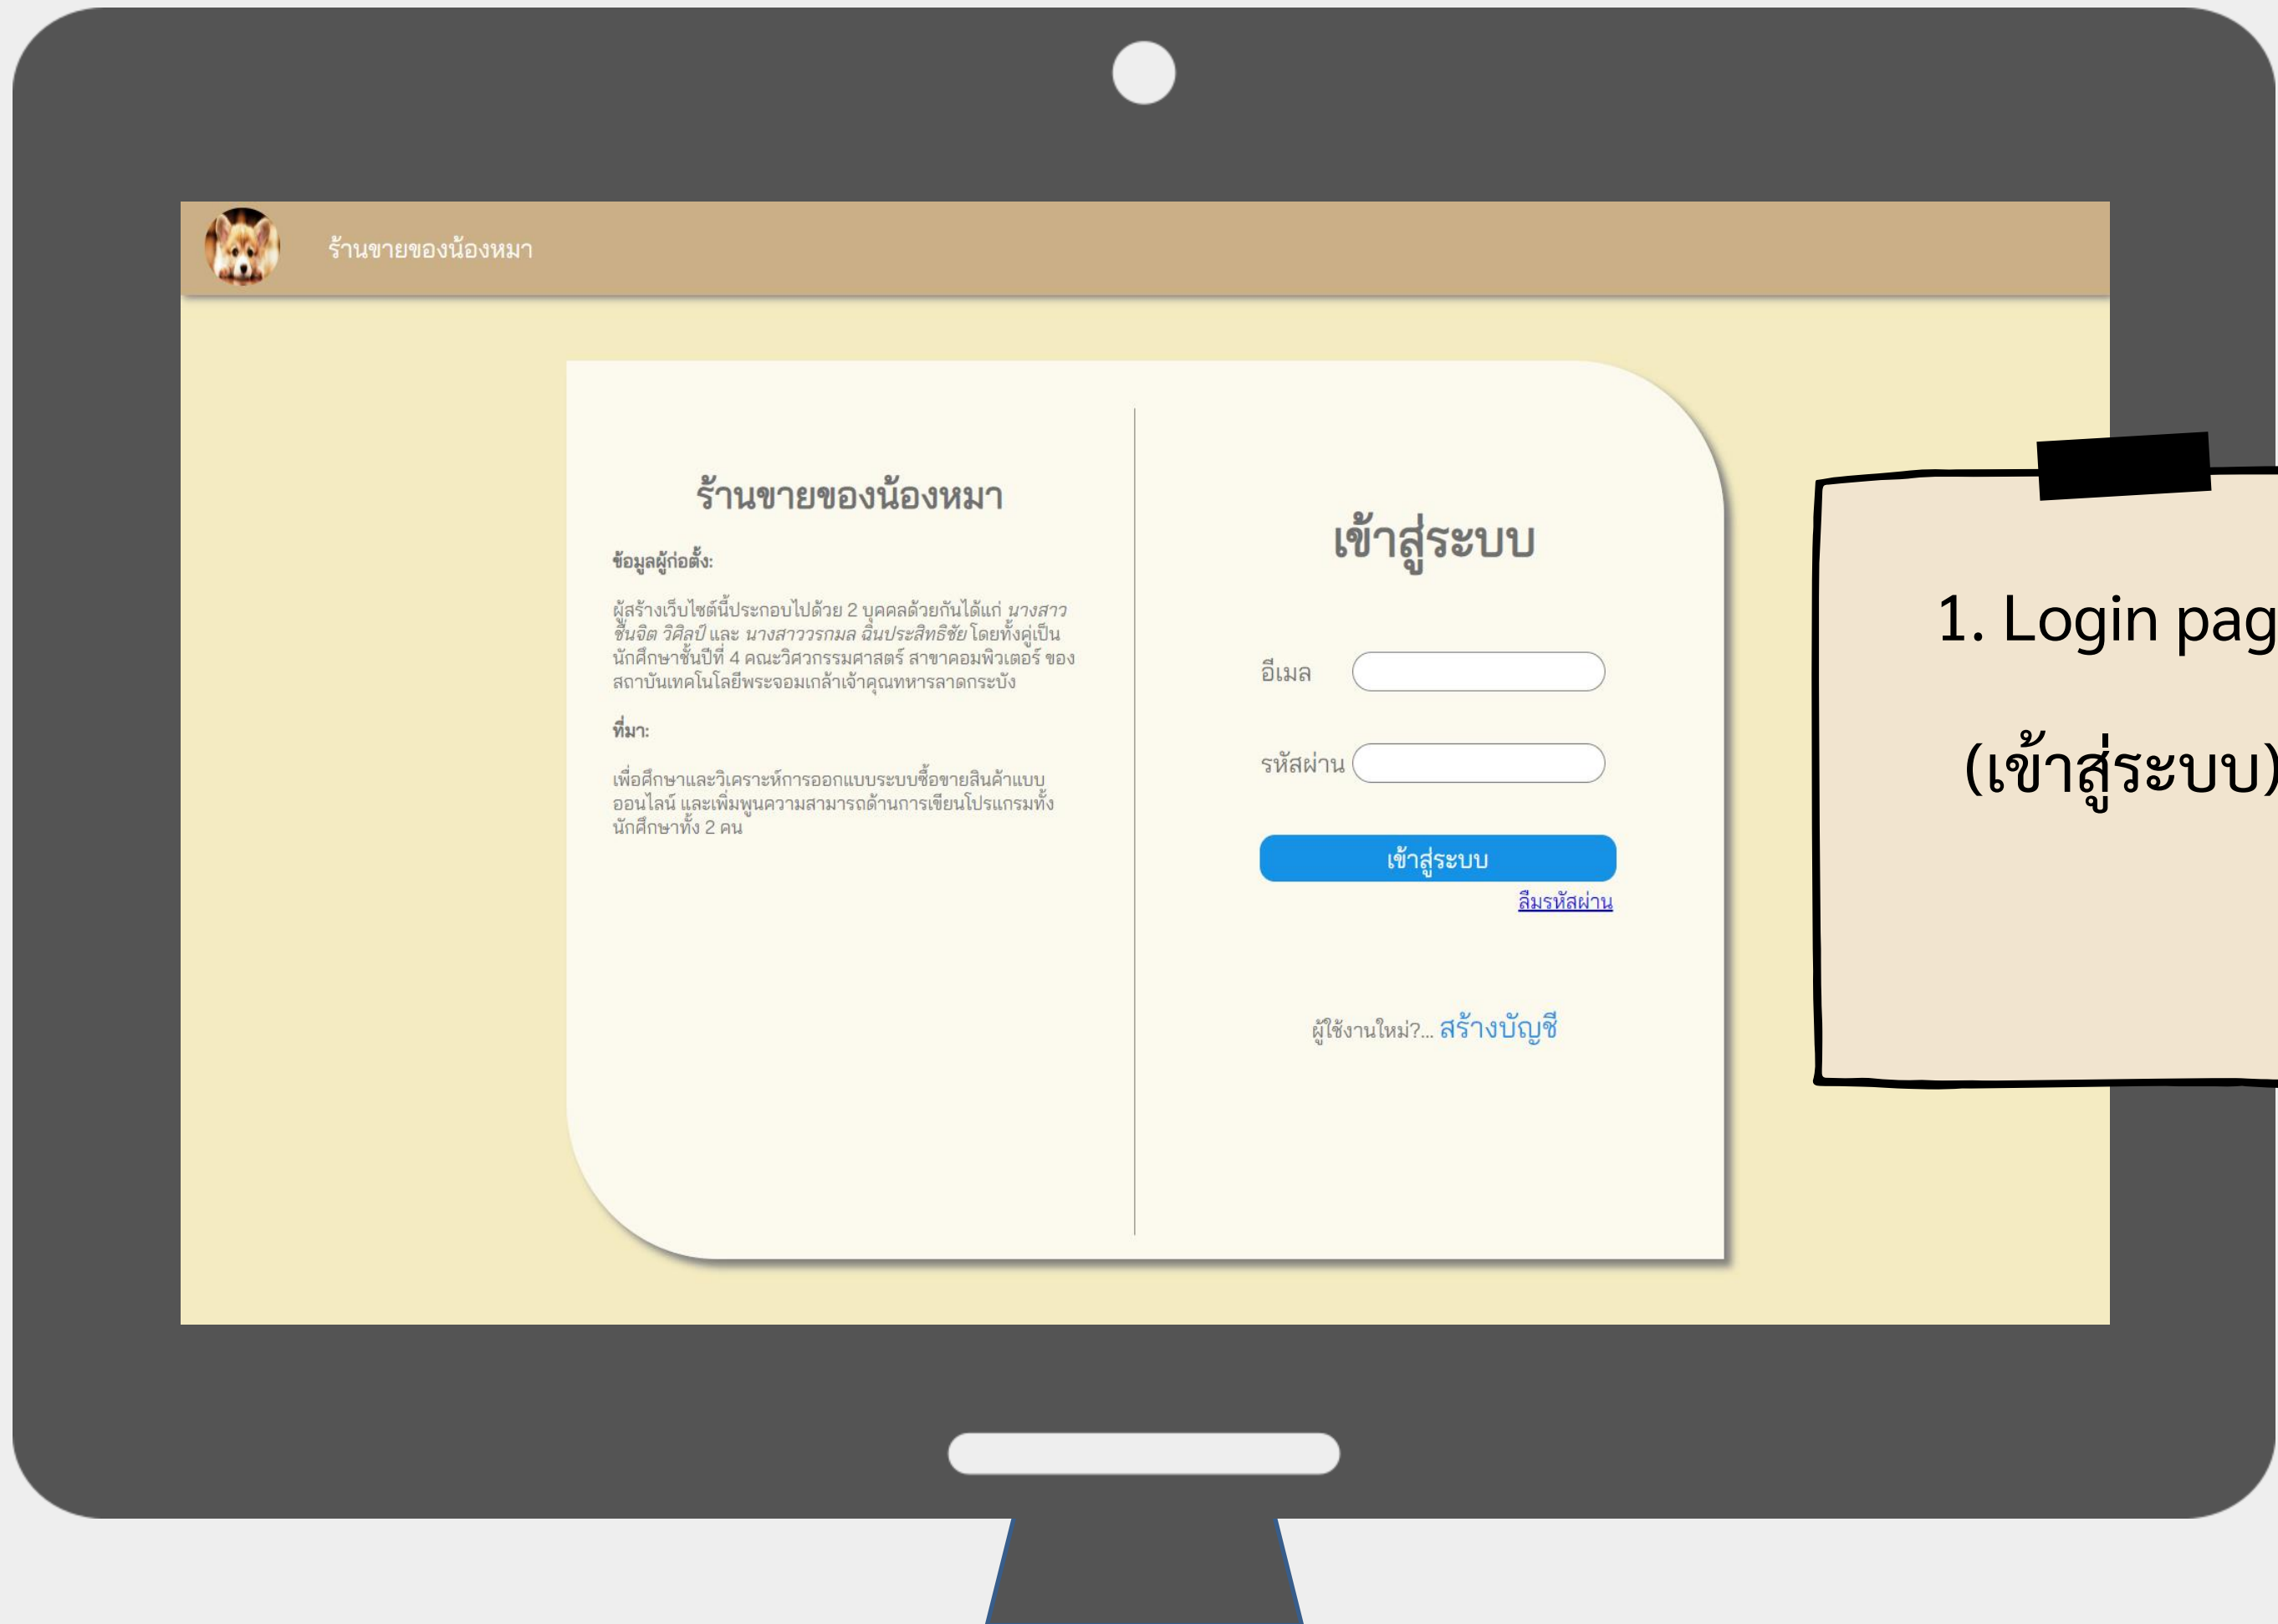 ร้านขายของน้องหมา
ร้านขายของน้องหมา
ข้อมูลผู้ก่อตั้ง:
ผู้สร้างเว็บไซต์นี้ประกอบไปด้วย 2 บุคคลด้วยกันได้แก่ นางสาว
ชื่นจิต วิศิลป์ และ นางสาววรกมล ฉินประสิทธิชัย โดยทั้งคู่เป็น
นักศึกษาชั้นปีที่ 4 คณะวิศวกรรมศาสตร์ สาขาคอมพิวเตอร์ ของ
สถาบันเทคโนโลยีพระจอมเกล้าเจ้าคุณทหารลาดกระบัง
ที่มา:
เพื่อศึกษาและวิเคราะห์การออกแบบระบบซื้อขายสินค้าแบบ
ออนไลน์ และเพิ่มพูนความสามารถด้านการเขียนโปรแกรมทั้ง
นักศึกษาทั้ง 2 คน
เข้าสู่ระบบ
อีเมล
รหัสผ่าน
เข้าสู่ระบบ
ลืมรหัสผ่าน
ผู้ใช้งานใหม่?... สร้างบัญชี
1. Login pag
(เข้าสู่ระบบ)